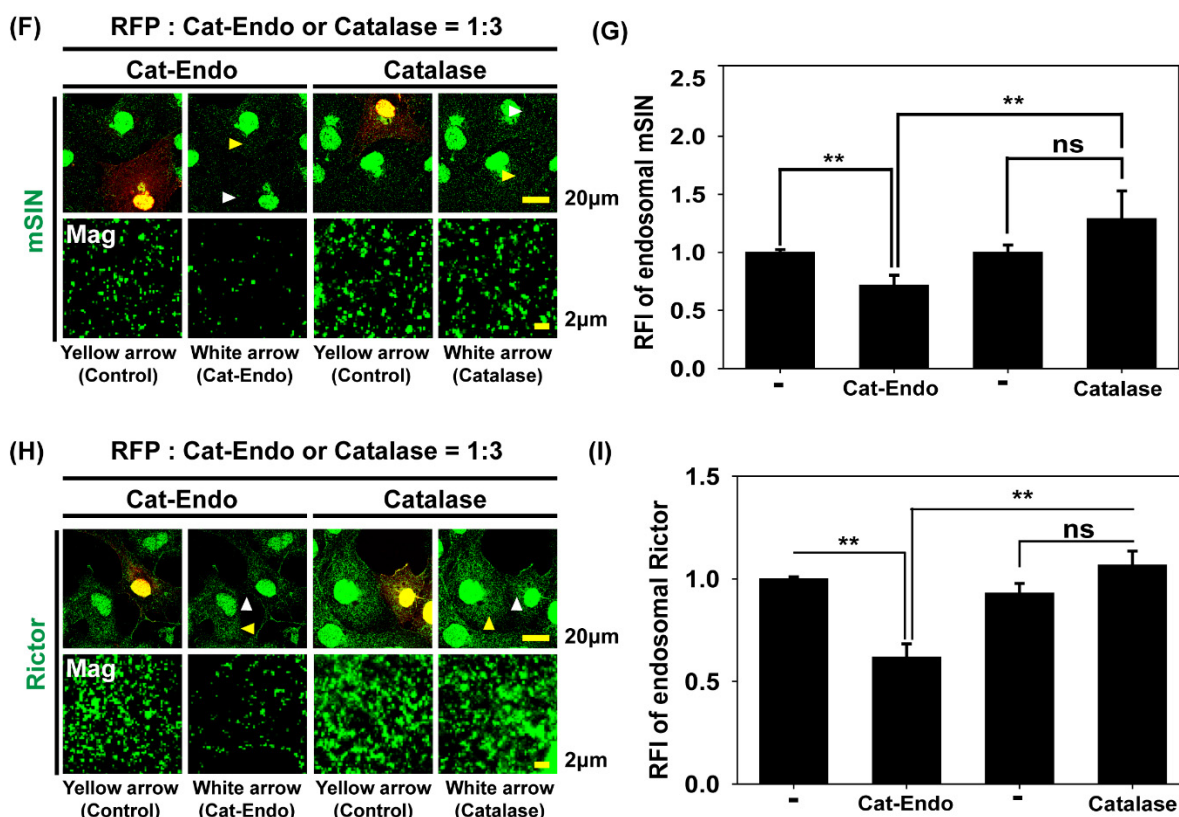 (F)
RFP : Cat-Endo or Catalase = 1:3
Cat-Endo
Catalase
mSIN
20μm
Mag
2μm
Yellow arrow
(Control)
White arrow
(Cat-Endo)
Yellow arrow
(Control)
White arrow
(Catalase)
(G)
RFI of endosomal mSIN
2.5
2.0
1.5
1.0
0.5
0.0
**
**
ns
-
Cat-Endo
-
Catalase
(H)
RFP : Cat-Endo or Catalase = 1:3
Cat-Endo
Catalase
Rictor
20μm
Mag
2μm
Yellow arrow
(Control)
White arrow
(Cat-Endo)
Yellow arrow
(Control)
White arrow
(Catalase)
(I)
RFI of endosomal Rictor
1.5
1.0
0.5
0.0
**
**
ns
-
Cat-Endo
-
Catalase